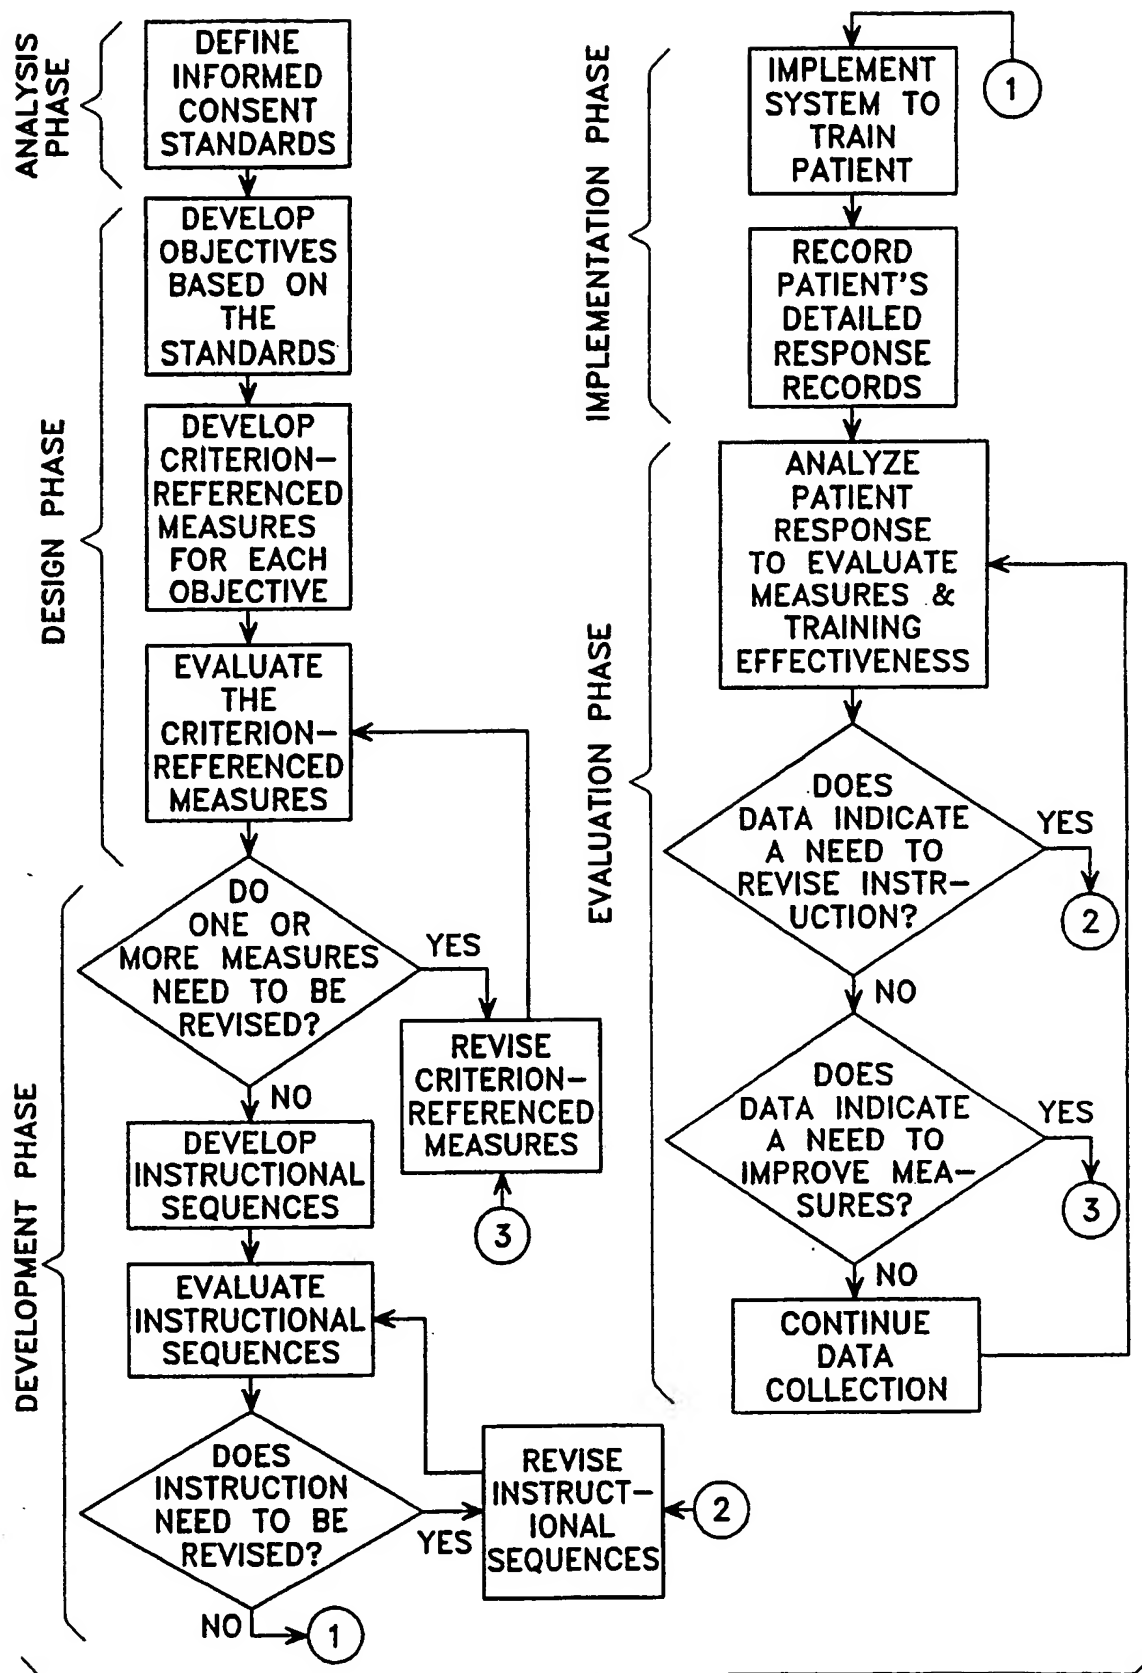 ANALYSIS
PHASE
DEFINE
INFORMED
CONSENT
STANDARDS
DESIGN PHASE
DEVELOP
OBJECTIVES
BASED ON
THE
STANDARDS
DEVELOP
CRITERION-
REFERENCED
MEASURES
FOR EACH
OBJECTIVE
EVALUATE
THE
CRITERION-
REFERENCED
MEASURES
DEVELOPMENT PHASE
DO
ONE OR
MORE MEASURES
NEED TO BE
REVISED?
YES
REVISE
CRITERION-
REFERENCED
MEASURES
3
NO
DEVELOP
INSTRUCTIONAL
SEQUENCES
EVALUATE
INSTRUCTIONAL
SEQUENCES
DOES
INSTRUCTION
NEED TO BE
REVISED?
YES
REVISE
INSTRUCT-
IONAL
SEQUENCES
2
NO
1
IMPLEMENTATION PHASE
1
IMPLEMENT
SYSTEM TO
TRAIN
PATIENT
RECORD
PATIENT'S
DETAILED
RESPONSE
RECORDS
EVALUATION PHASE
ANALYZE
PATIENT
RESPONSE
TO EVALUATE
MEASURES &
TRAINING
EFFECTIVENESS
DOES
DATA INDICATE
A NEED TO
REVISE INSTR-
UCTION?
YES
2
NO
DOES
DATA INDICATE
A NEED TO
IMPROVE MEA-
SURES?
YES
3
NO
CONTINUE
DATA
COLLECTION